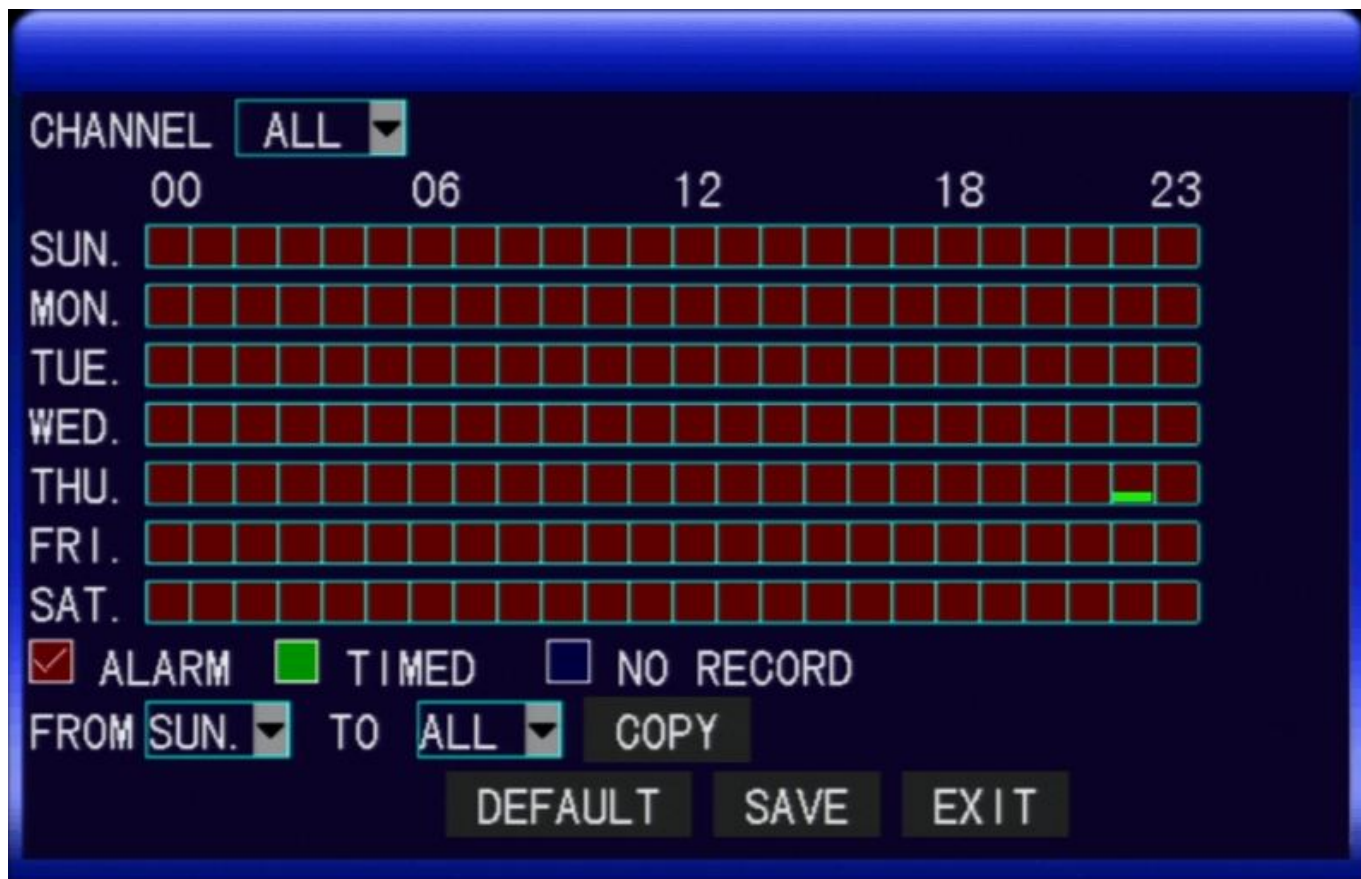 CHANNEL ALL
00 06 12 18 23
SUN.
MON.
TUE.
WED.
THU.
FRI.
SAT.
ALARM TIMED NO RECORD
FROM SUN. TO ALL COPY
DEFAULT SAVE EXIT